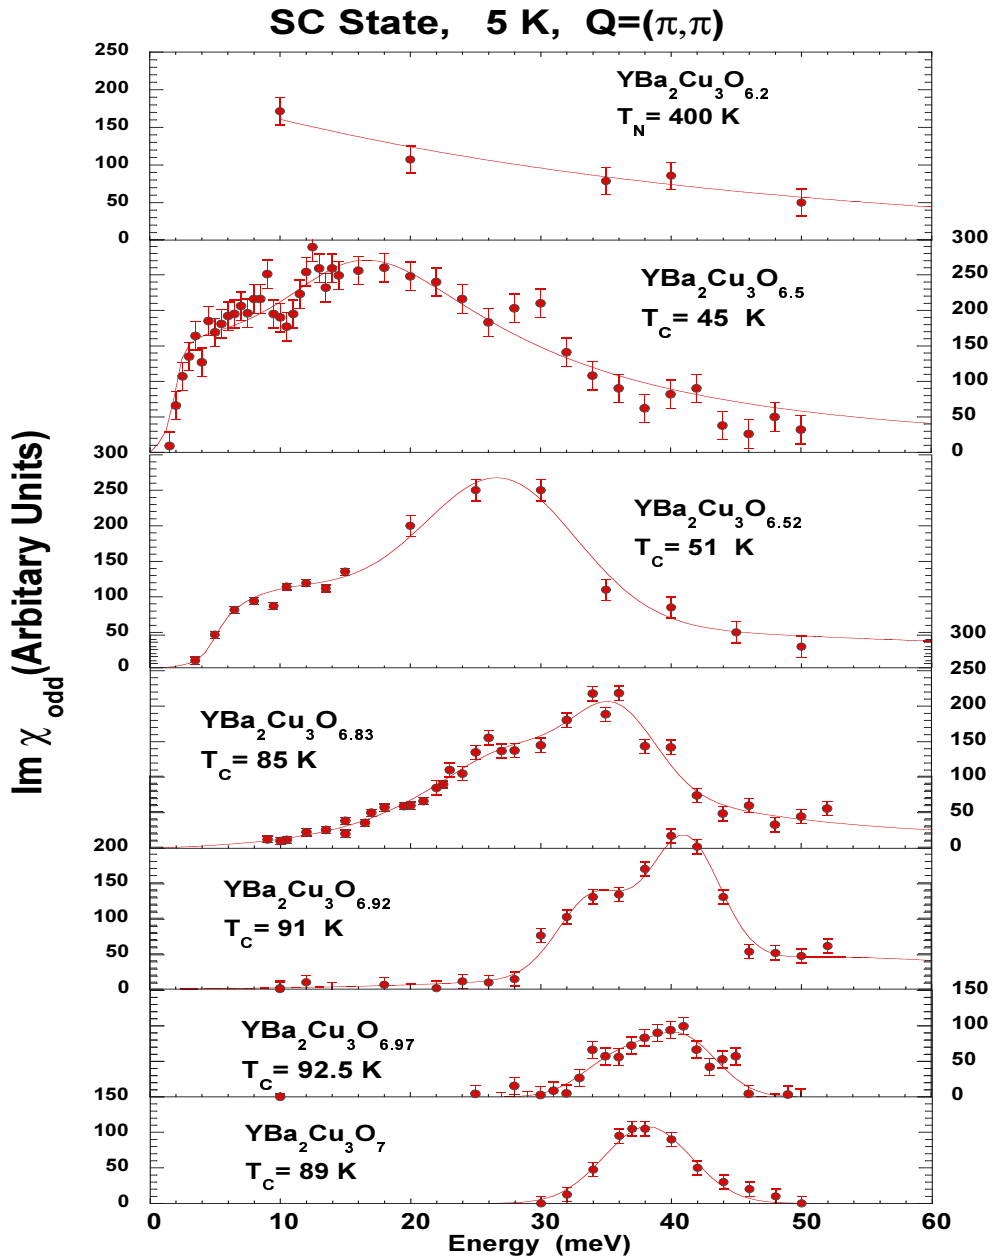 SC State, 5 K, Q=(π,π)
250
200
150
100
50
0
YBa2Cu3O6.2
TN= 400 K
300
250
200
150
100
50
0
YBa2Cu3O6.5
TC= 45 K
300
250
200
150
100
50
0
300
YBa2Cu3O6.52
TC= 51 K
250
200
150
100
50
0
YBa2Cu3O6.83
TC= 85 K
200
150
100
50
0
YBa2Cu3O6.92
TC= 91 K
150
100
50
0
YBa2Cu3O6.97
TC= 92.5 K
150
100
50
0
YBa2Cu3O7
TC= 89 K
0 10 20 30 40 50 60
Energy (meV)
Im χodd(Arbitary Units)